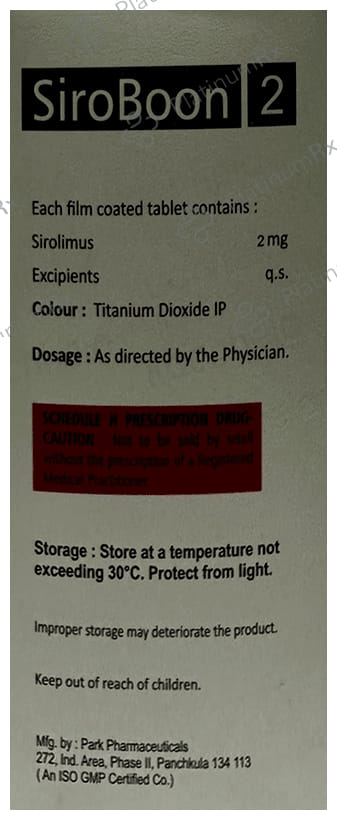 SiroBoon 2
Each film coated tablet contains :
Sirolimus 2 mg
Excipients q.s.
Colour : Titanium Dioxide IP
Dosage : As directed by the Physician.
SCHEDULE H PRESCRIPTION DRUG-
CAUTION Not to be sold by retail
without the prescription of a Registered
Medical Practitioner
Storage : Store at a temperature not
exceeding 30°C. Protect from light.
Improper storage may deteriorate the product.
Keep out of reach of children.
Mfg. by : Park Pharmaceuticals
272, Ind. Area, Phase II, Panchkula 134 113
( An ISO GMP Certified Co.)
PlatinumRx